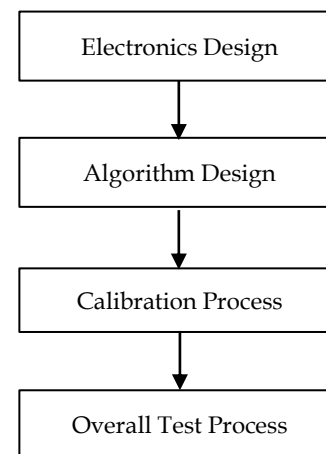 Electronics Design
Algorithm Design
Calibration Process
Overall Test Process